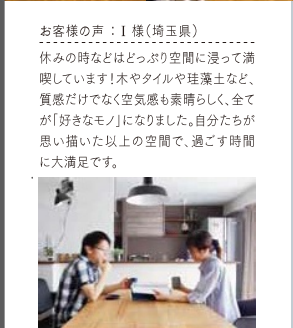 お客様の声：I 様（埼玉県）
休みの時などはどっぷり空間に浸って満
喫しています！木やタイルや珪藻土など、
質感だけでなく空気感も素晴らしく、全て
が「好きなモノ」になりました。自分たちが
思い描いた以上の空間で、過ごす時間
に大満足です。